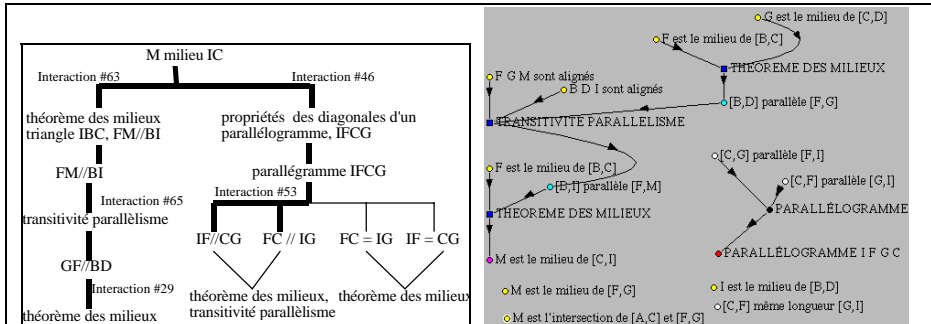 M milieu IC
Interaction #63
Interaction #46
théorème des milieux
triangle IBC, FM//BI
propriétés des diagonales d'un
parallélogramme, IFCG
FM//BI
parallégramme IFCG
Interaction #65
Interaction #53
transitivité parallèlisme
IF//CG
FC // IG
FC = IG
IF = CG
GF//BD
Interaction #29
théorème des milieux
théorème des milieux,
transitivité parallèlisme
théorème des milieux
G est le milieu de [C,D]
F est le milieu de [B,C]
THEOREME DES MILIEUX
F G M sont alignés
B D I sont alignés
[B,D] parallèle [F,G]
TRANSITIVITE PARALLELISME
F est le milieu de [B,C]
[B,I] parallèle [F,M]
THEOREME DES MILIEUX
M est le milieu de [C,I]
[C,G] parallèle [F,I]
[C,F] parallèle [G,I]
PARALLÉLOGRAMME
PARALLÉLOGRAMME I F G C
M est le milieu de [F,G]
I est le milieu de [B,D]
[C,F] même longueur [G,I]
M est l'intersection de [A,C] et [F,G]